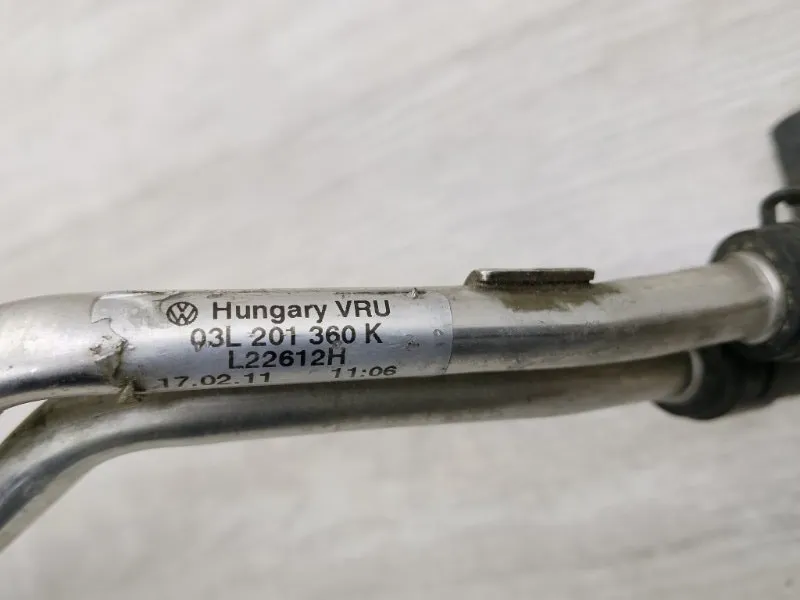 Hungary VRU
03L 201 360 K
L22612H
17.02.11 11:06